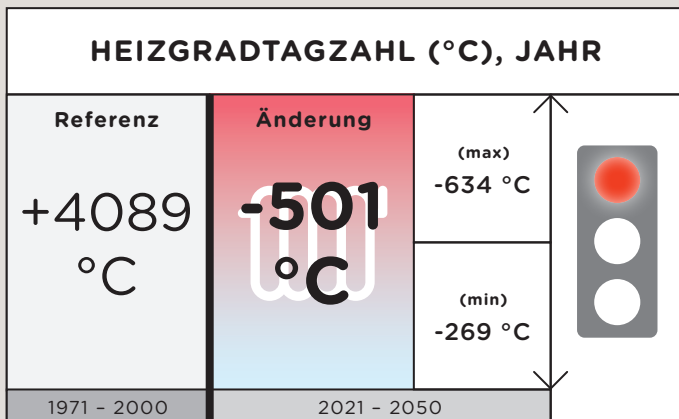 HEIZGRADTAGZAHL (°C), JAHR
Referenz
+4089
°C
1971 – 2000
Änderung
-501
°C
(max)
-634 °C
(min)
-269 °C
2021 – 2050